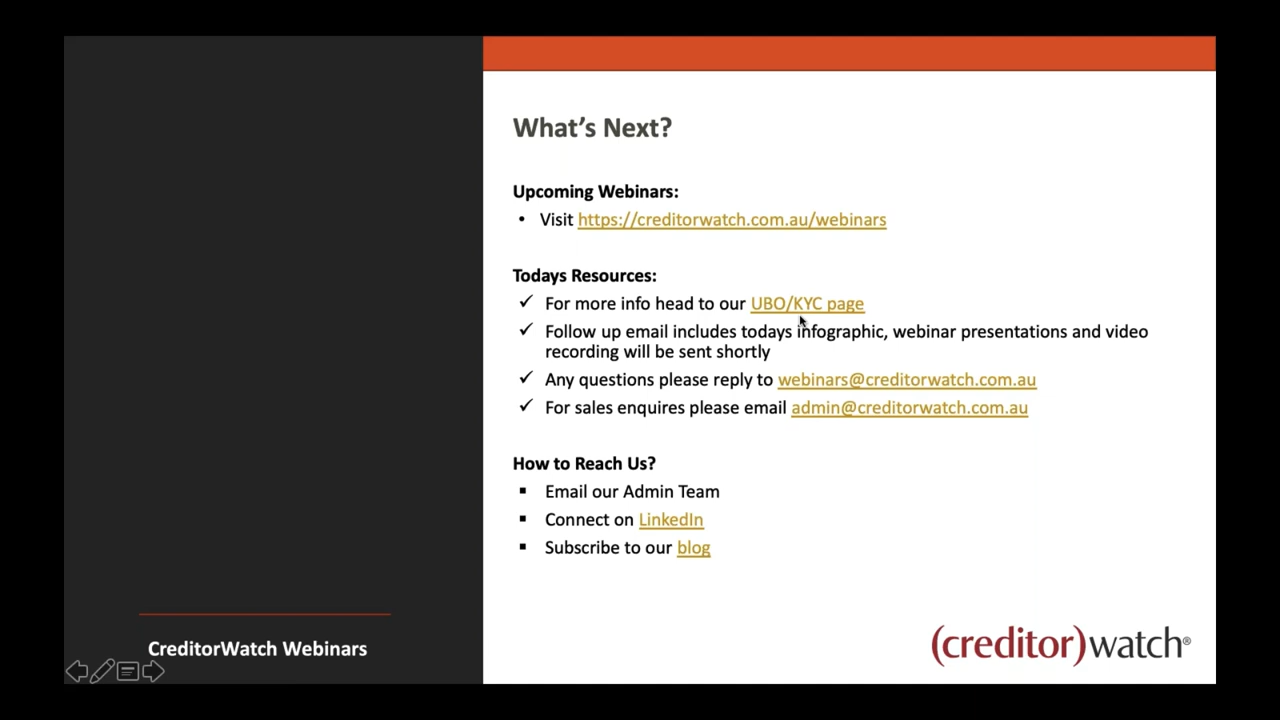 What's Next?
Upcoming Webinars:
• Visit https://creditorwatch.com.au/webinars
Todays Resources:
✓ For more info head to our UBO/KYC page
✓ Follow up email includes todays infographic, webinar presentations and video
recording will be sent shortly
✓ Any questions please reply to webinars@creditorwatch.com.au
✓ For sales enquires please email admin@creditorwatch.com.au
How to Reach Us?
▪ Email our Admin Team
▪ Connect on LinkedIn
▪ Subscribe to our blog
CreditorWatch Webinars
(creditor)watch®